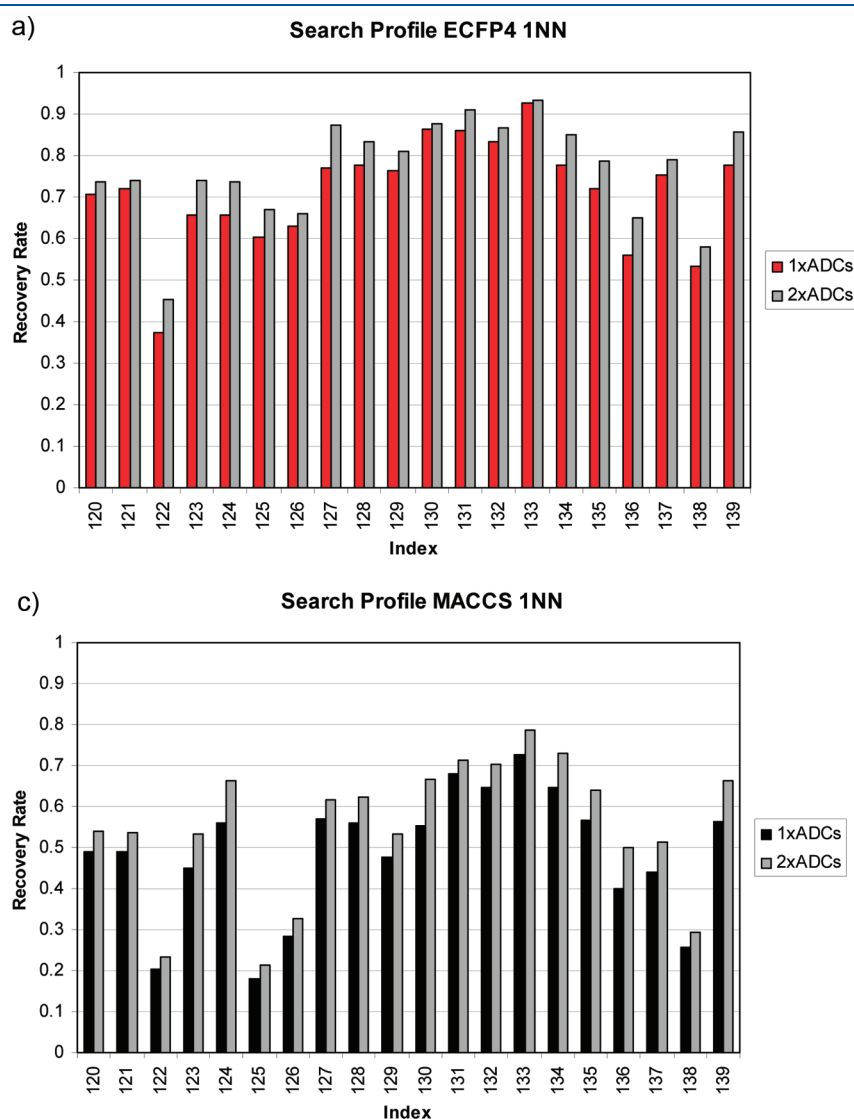 a)
Search Profile ECFP4 1NN
1
0.9
0.8
0.7
0.6
0.5
0.4
0.3
0.2
0.1
0
Recovery Rate
120 121 122 123 124 125 126 127 128 129 130 131 132 133 134 135 136 137 138 139
Index
1xADCs
2xADCs
c)
Search Profile MACCS 1NN
1
0.9
0.8
0.7
0.6
0.5
0.4
0.3
0.2
0.1
0
Recovery Rate
120 121 122 123 124 125 126 127 128 129 130 131 132 133 134 135 136 137 138 139
Index
1xADCs
2xADCs